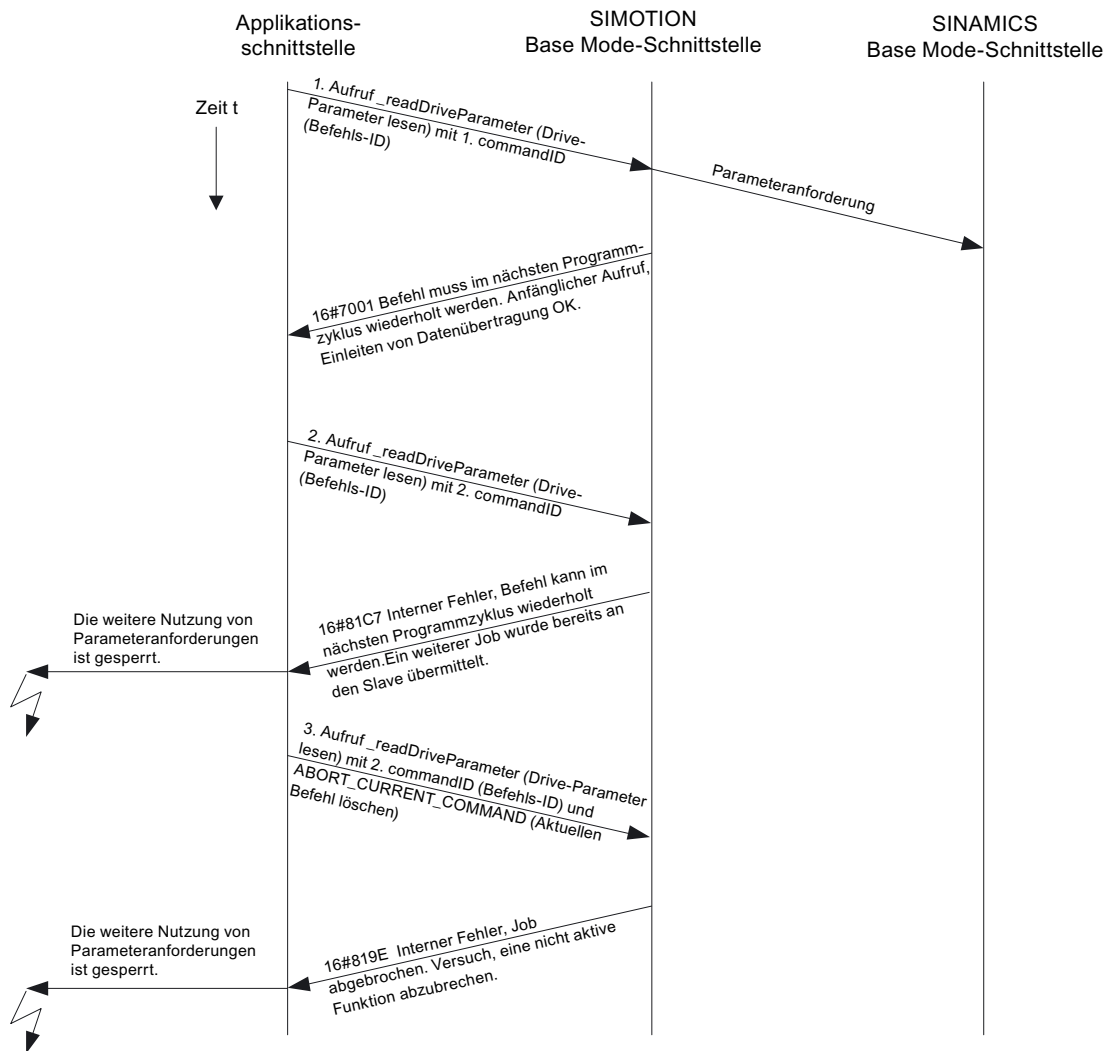 Applikations-
schnittstelle
SIMOTION
Base Mode-Schnittstelle
SINAMICS
Base Mode-Schnittstelle
Zeit t
1. Aufruf _readDriveParameter (Drive-
Parameter lesen) mit 1. commandID
(Befehls-ID)
Parameteranforderung
16#7001 Befehl muss im nächsten Programm-
zyklus wiederholt werden. Anfänglicher Aufruf,
Einleiten von Datenübertragung OK.
2. Aufruf _readDriveParameter (Drive-
Parameter lesen) mit 2. commandID
(Befehls-ID)
16#81C7 Interner Fehler, Befehl kann im
nächsten Programmzyklus wiederholt
werden.Ein weiterer Job wurde bereits an
den Slave übermittelt.
Die weitere Nutzung von
Parameteranforderungen
ist gesperrt.
3. Aufruf _readDriveParameter (Drive-Parameter
lesen) mit 2. commandID (Befehls-ID) und
ABORT_CURRENT_COMMAND (Aktuellen
Befehl löschen)
16#819E Interner Fehler, Job
abgebrochen. Versuch, eine nicht aktive
Funktion abzubrechen.
Die weitere Nutzung von
Parameteranforderungen
ist gesperrt.